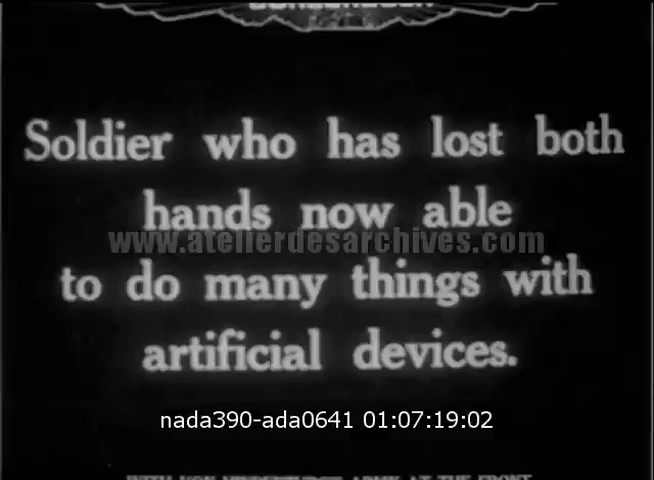 Soldier who has lost both
hands now able
www.atelierdesarchives.com
to do many things with
artificial devices.
nada390-ada0641 01:07:19:02